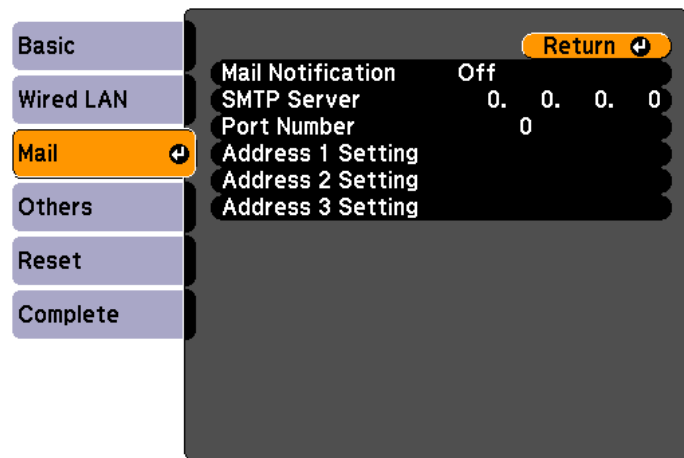 Basic
Wired LAN
Mail
Others
Reset
Complete
Return
Mail Notification Off
SMTP Server 0. 0. 0. 0
Port Number 0
Address 1 Setting
Address 2 Setting
Address 3 Setting